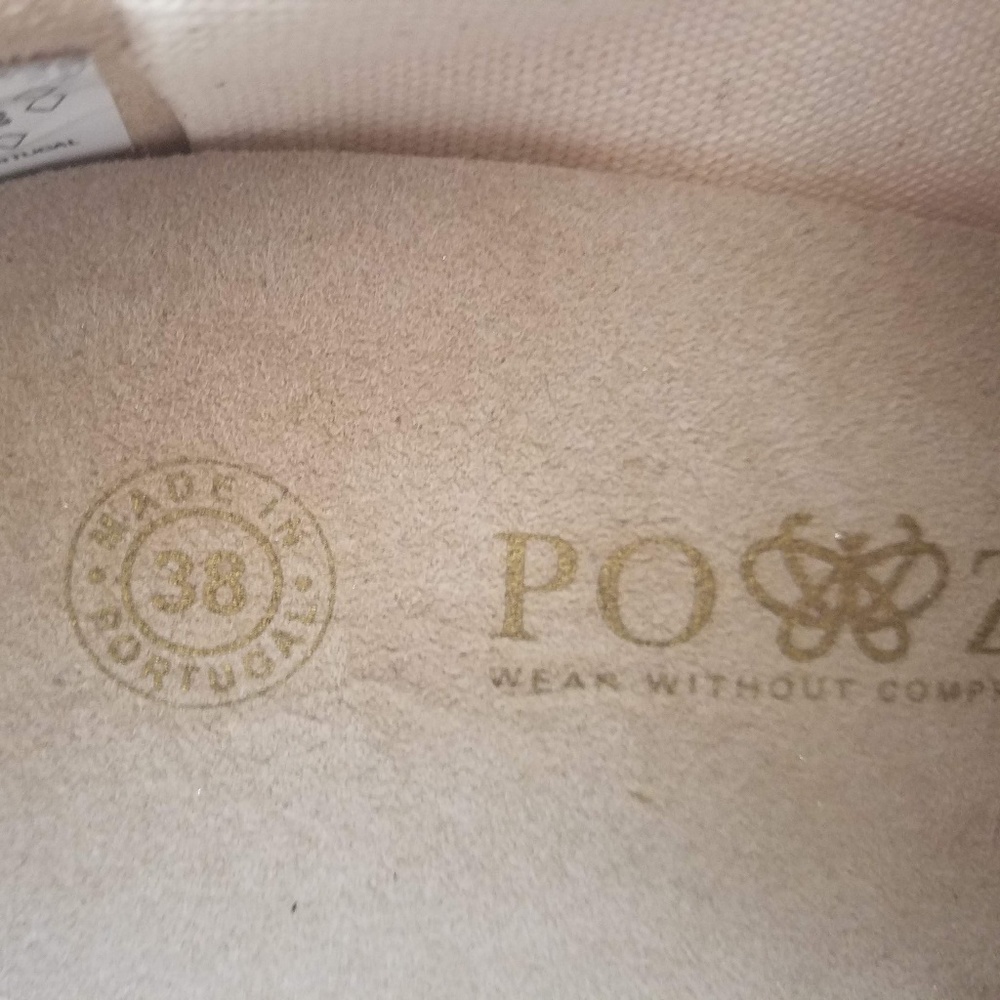 MADE IN
38
PORTUGAL
PO Z
WEAR WITHOUT COMP